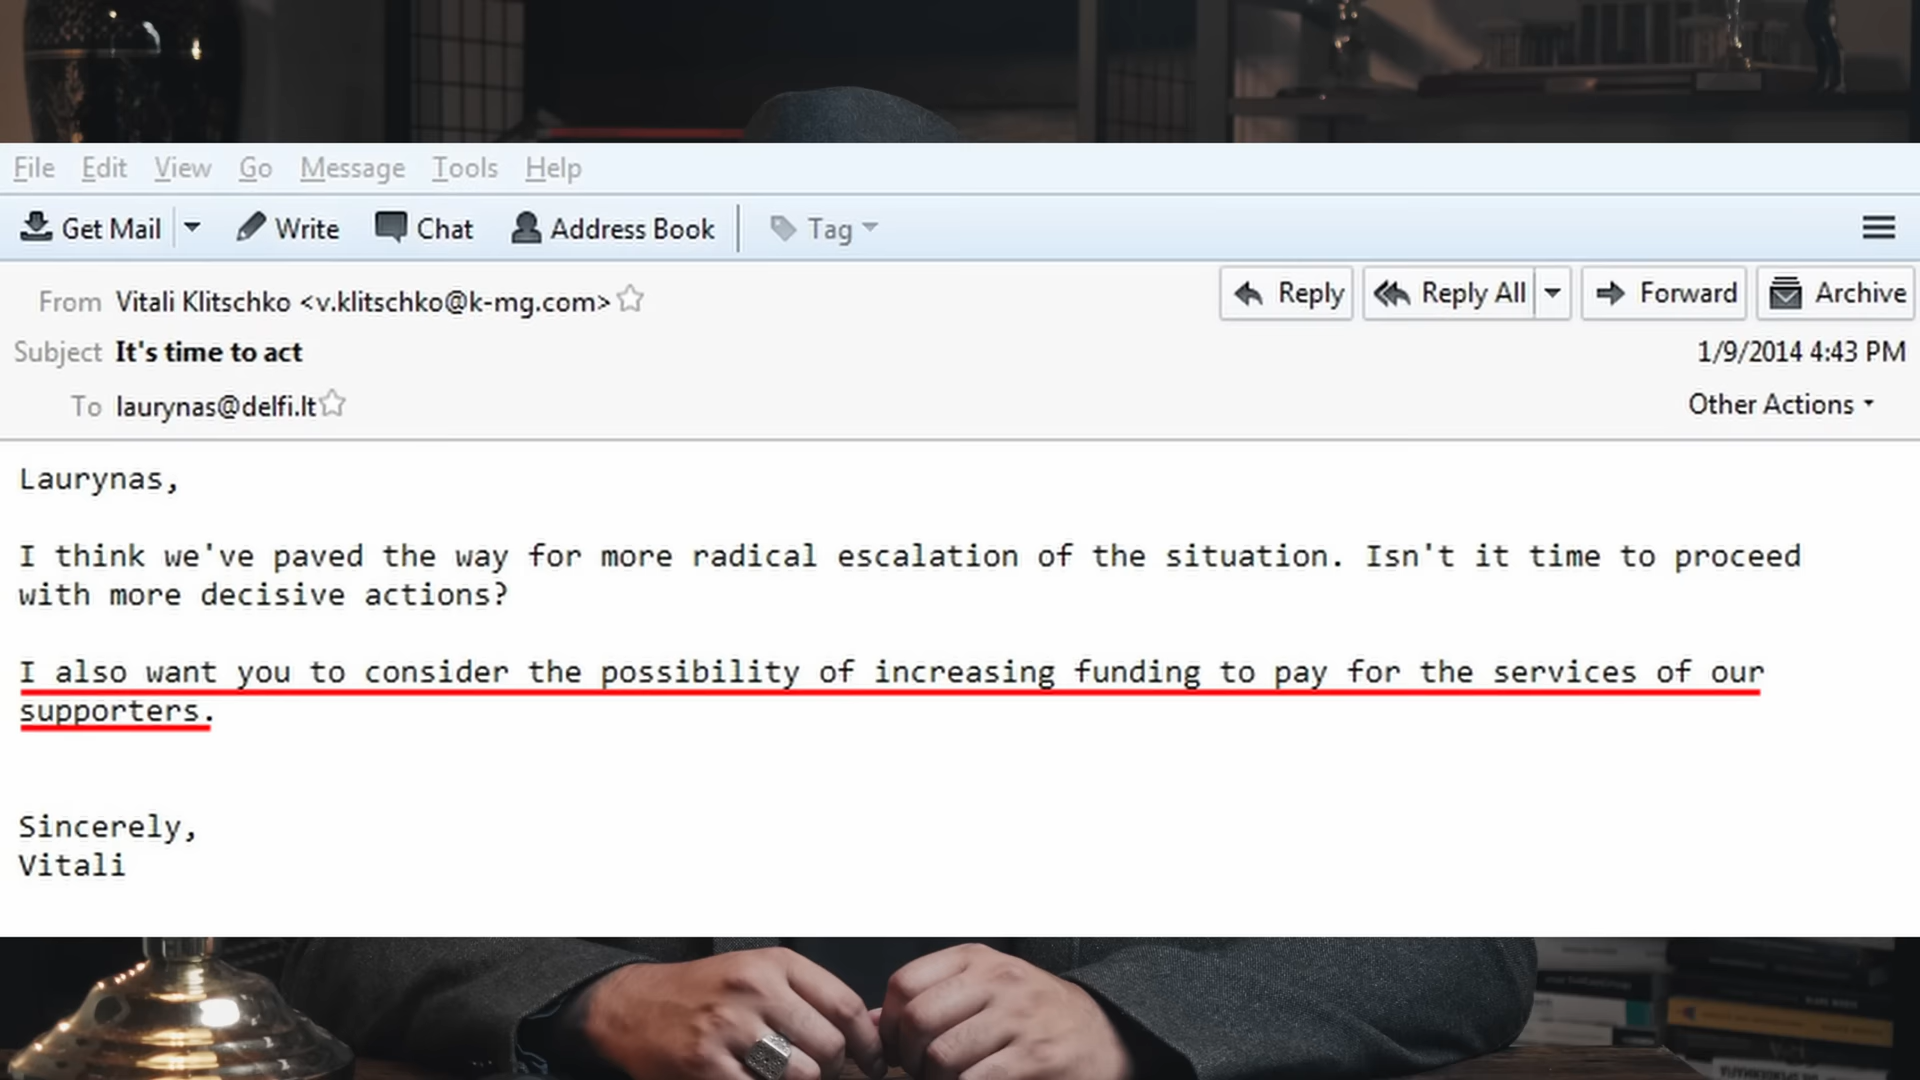 File Edit View Go Message Tools Help
Get Mail Write Chat Address Book Tag
From Vitali Klitschko <v.klitschko@k-mg.com> Reply Reply All Forward Archive
Subject It's time to act 1/9/2014 4:43 PM
To laurynas@delfi.lt Other Actions
Laurynas,
I think we've paved the way for more radical escalation of the situation. Isn't it time to proceed
with more decisive actions?
I also want you to consider the possibility of increasing funding to pay for the services of our
supporters.
Sincerely,
Vitali